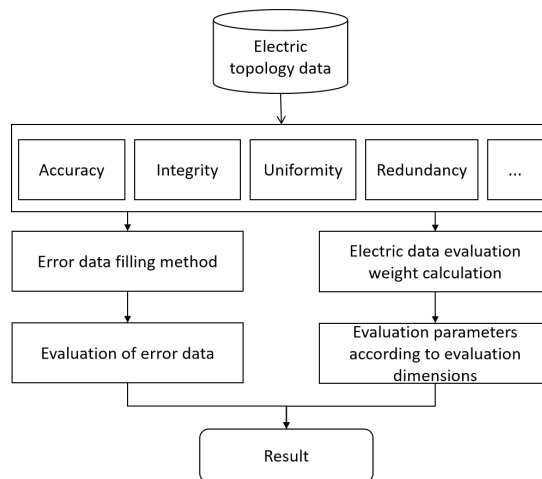 Electric
topology data
Accuracy
Integrity
Uniformity
Redundancy
...
Error data filling method
Electric data evaluation
weight calculation
Evaluation of error data
Evaluation parameters
according to evaluation
dimensions
Result